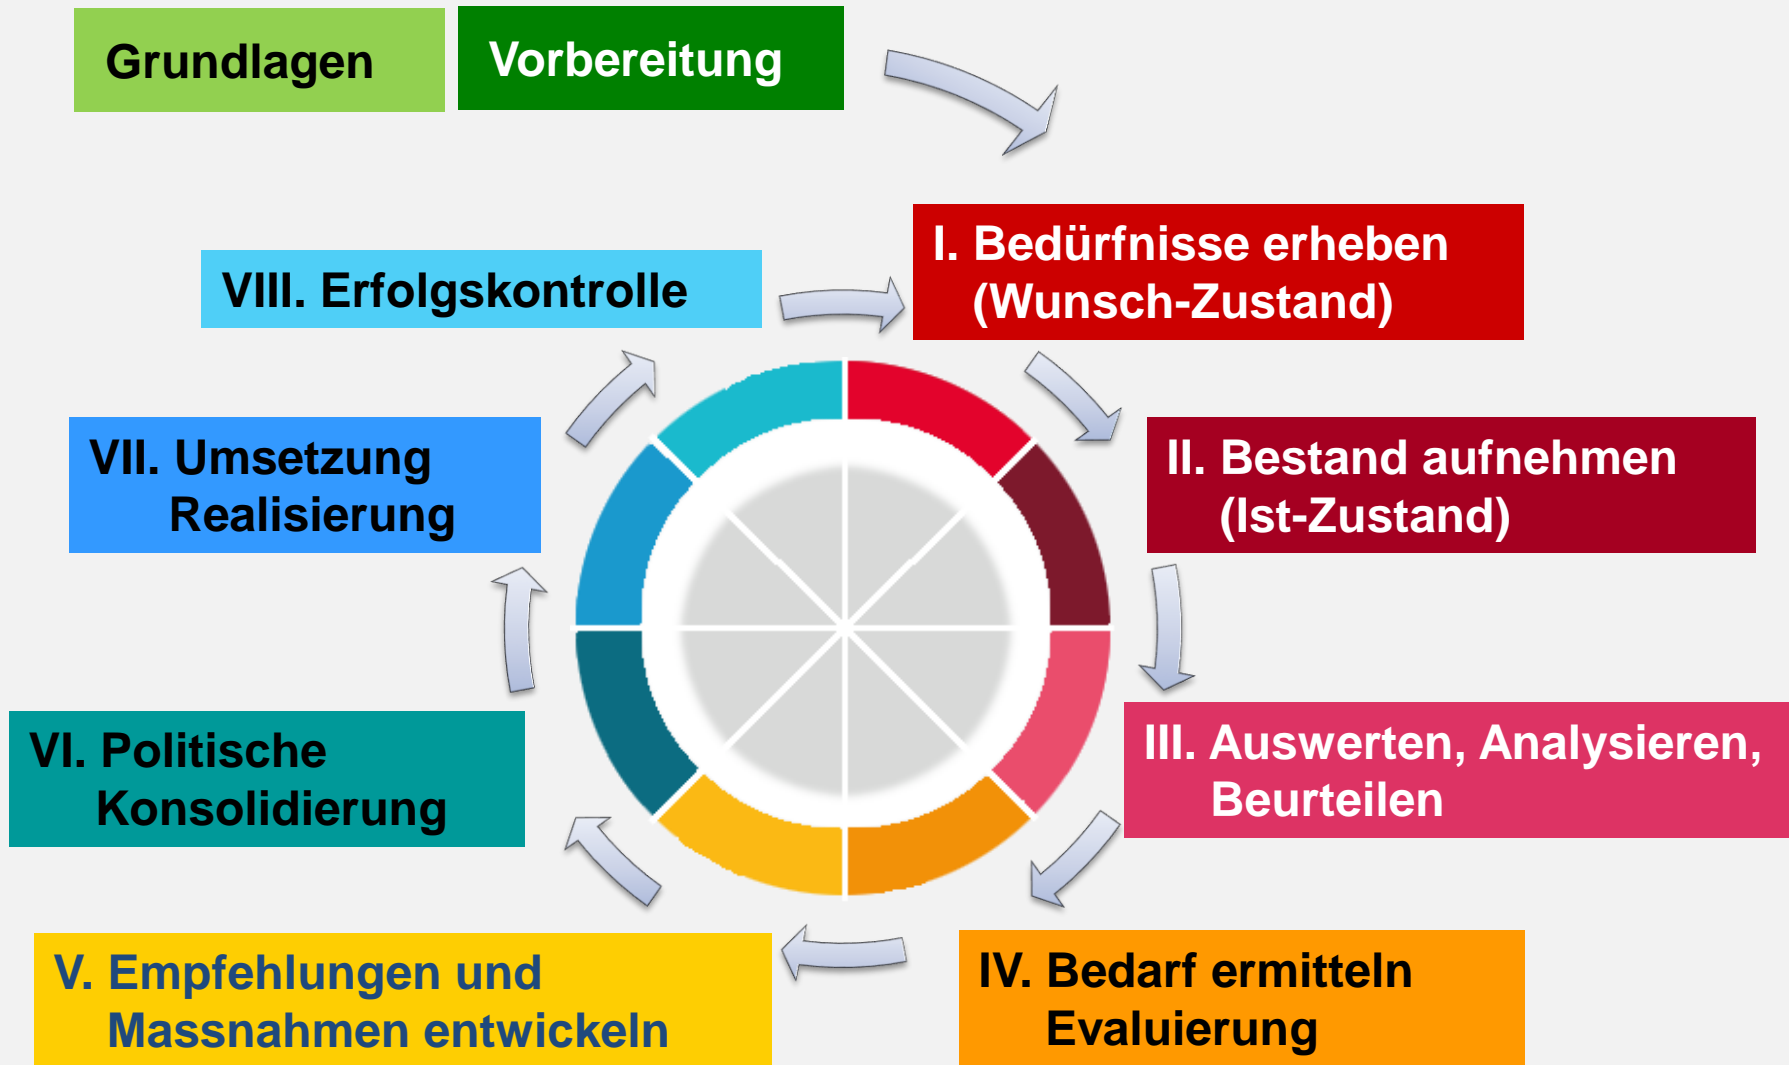 Grundlagen
Vorbereitung
I. Bedürfnisse erheben
(Wunsch-Zustand)
II. Bestand aufnehmen
(Ist-Zustand)
III. Auswerten, Analysieren,
Beurteilen
IV. Bedarf ermitteln
Evaluierung
V. Empfehlungen und
Massnahmen entwickeln
VI. Politische
Konsolidierung
VII. Umsetzung
Realisierung
VIII. Erfolgskontrolle